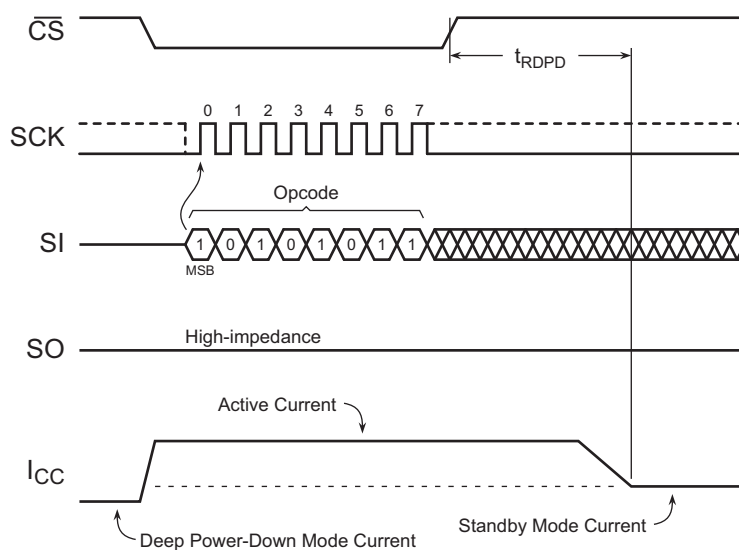 CS
tRDPD
0 1 2 3 4 5 6 7
SCK
Opcode
SI
1 0 1 0 1 0 1 1
MSB
High-impedance
SO
Active Current
ICC
Standby Mode Current
Deep Power-Down Mode Current